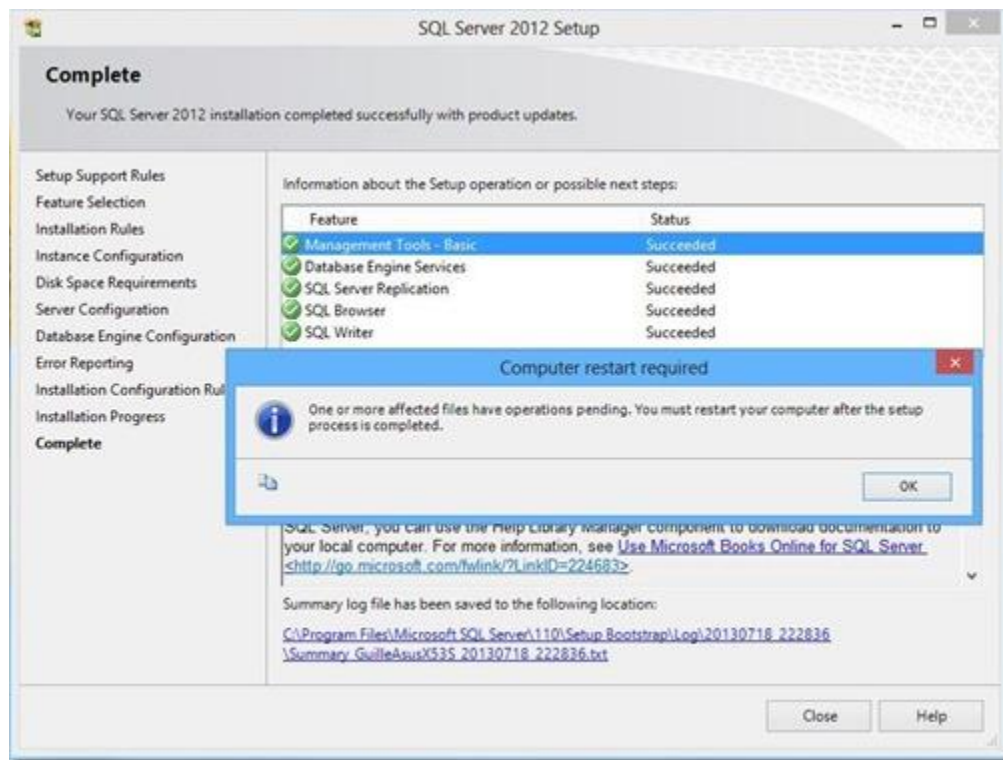 SQL Server 2012 Setup
Complete
Your SQL Server 2012 installation completed successfully with product updates.
Setup Support Rules
Feature Selection
Installation Rules
Instance Configuration
Disk Space Requirements
Server Configuration
Database Engine Configuration
Error Reporting
Installation Configuration Rul
Installation Progress
Complete
Information about the Setup operation or possible next steps:
Feature Status
Management Tools - Basic Succeeded
Database Engine Services Succeeded
SQL Server Replication Succeeded
SQL Browser Succeeded
SQL Writer Succeeded
Computer restart required
One or more affected files have operations pending. You must restart your computer after the setup
process is completed.
OK
SQL Server, you can use the Help Library Manager component to download documentation to
your local computer. For more information, see Use Microsoft Books Online for SQL Server
<http://go.microsoft.com/fwlink/?LinkID=224683>.
Summary log file has been saved to the following location:
C:\Program Files\Microsoft SQL Server\110\Setup Bootstrap\Log\20130718_222836
\Summary_GuilleAsusX53S_20130718_222836.txt
Close Help